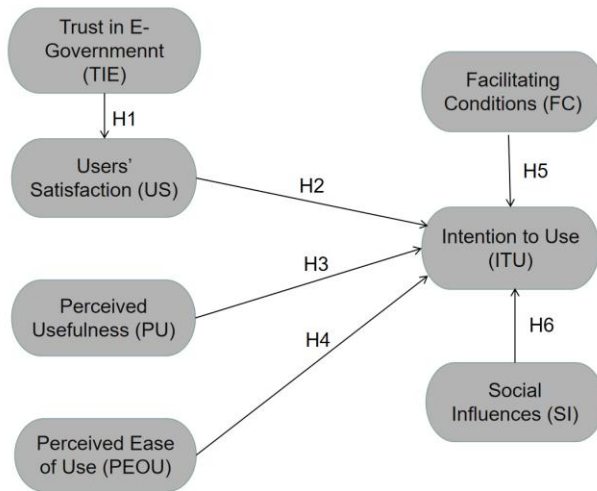 Trust in E-
Governmennt
(TIE)
H1
Users’
Satisfaction (US)
H2
Perceived
Usefulness (PU)
H3
Perceived Ease
of Use (PEOU)
H4
Facilitating
Conditions (FC)
H5
Intention to Use
(ITU)
H6
Social
Influences (SI)